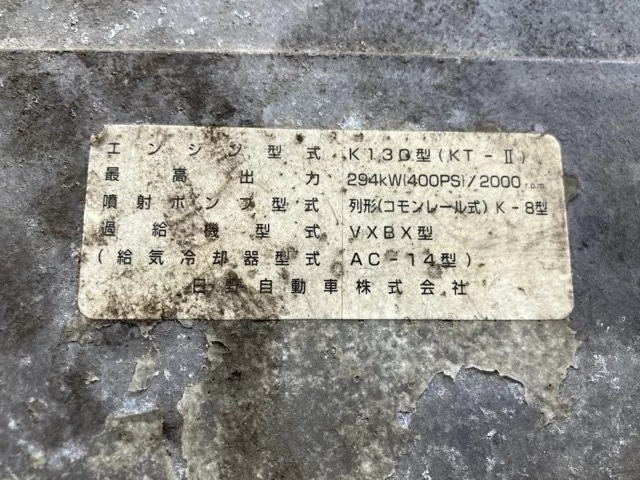 エンジン型式 K13C型(KT-Ⅱ)
最高出力 294kW(400PS)/2000r.p.m
噴射ポンプ型式 列形(コモンレール式)K-8型
過給機型式 VXBX型
(給気冷却器型式 AC-14型)
日野自動車株式会社